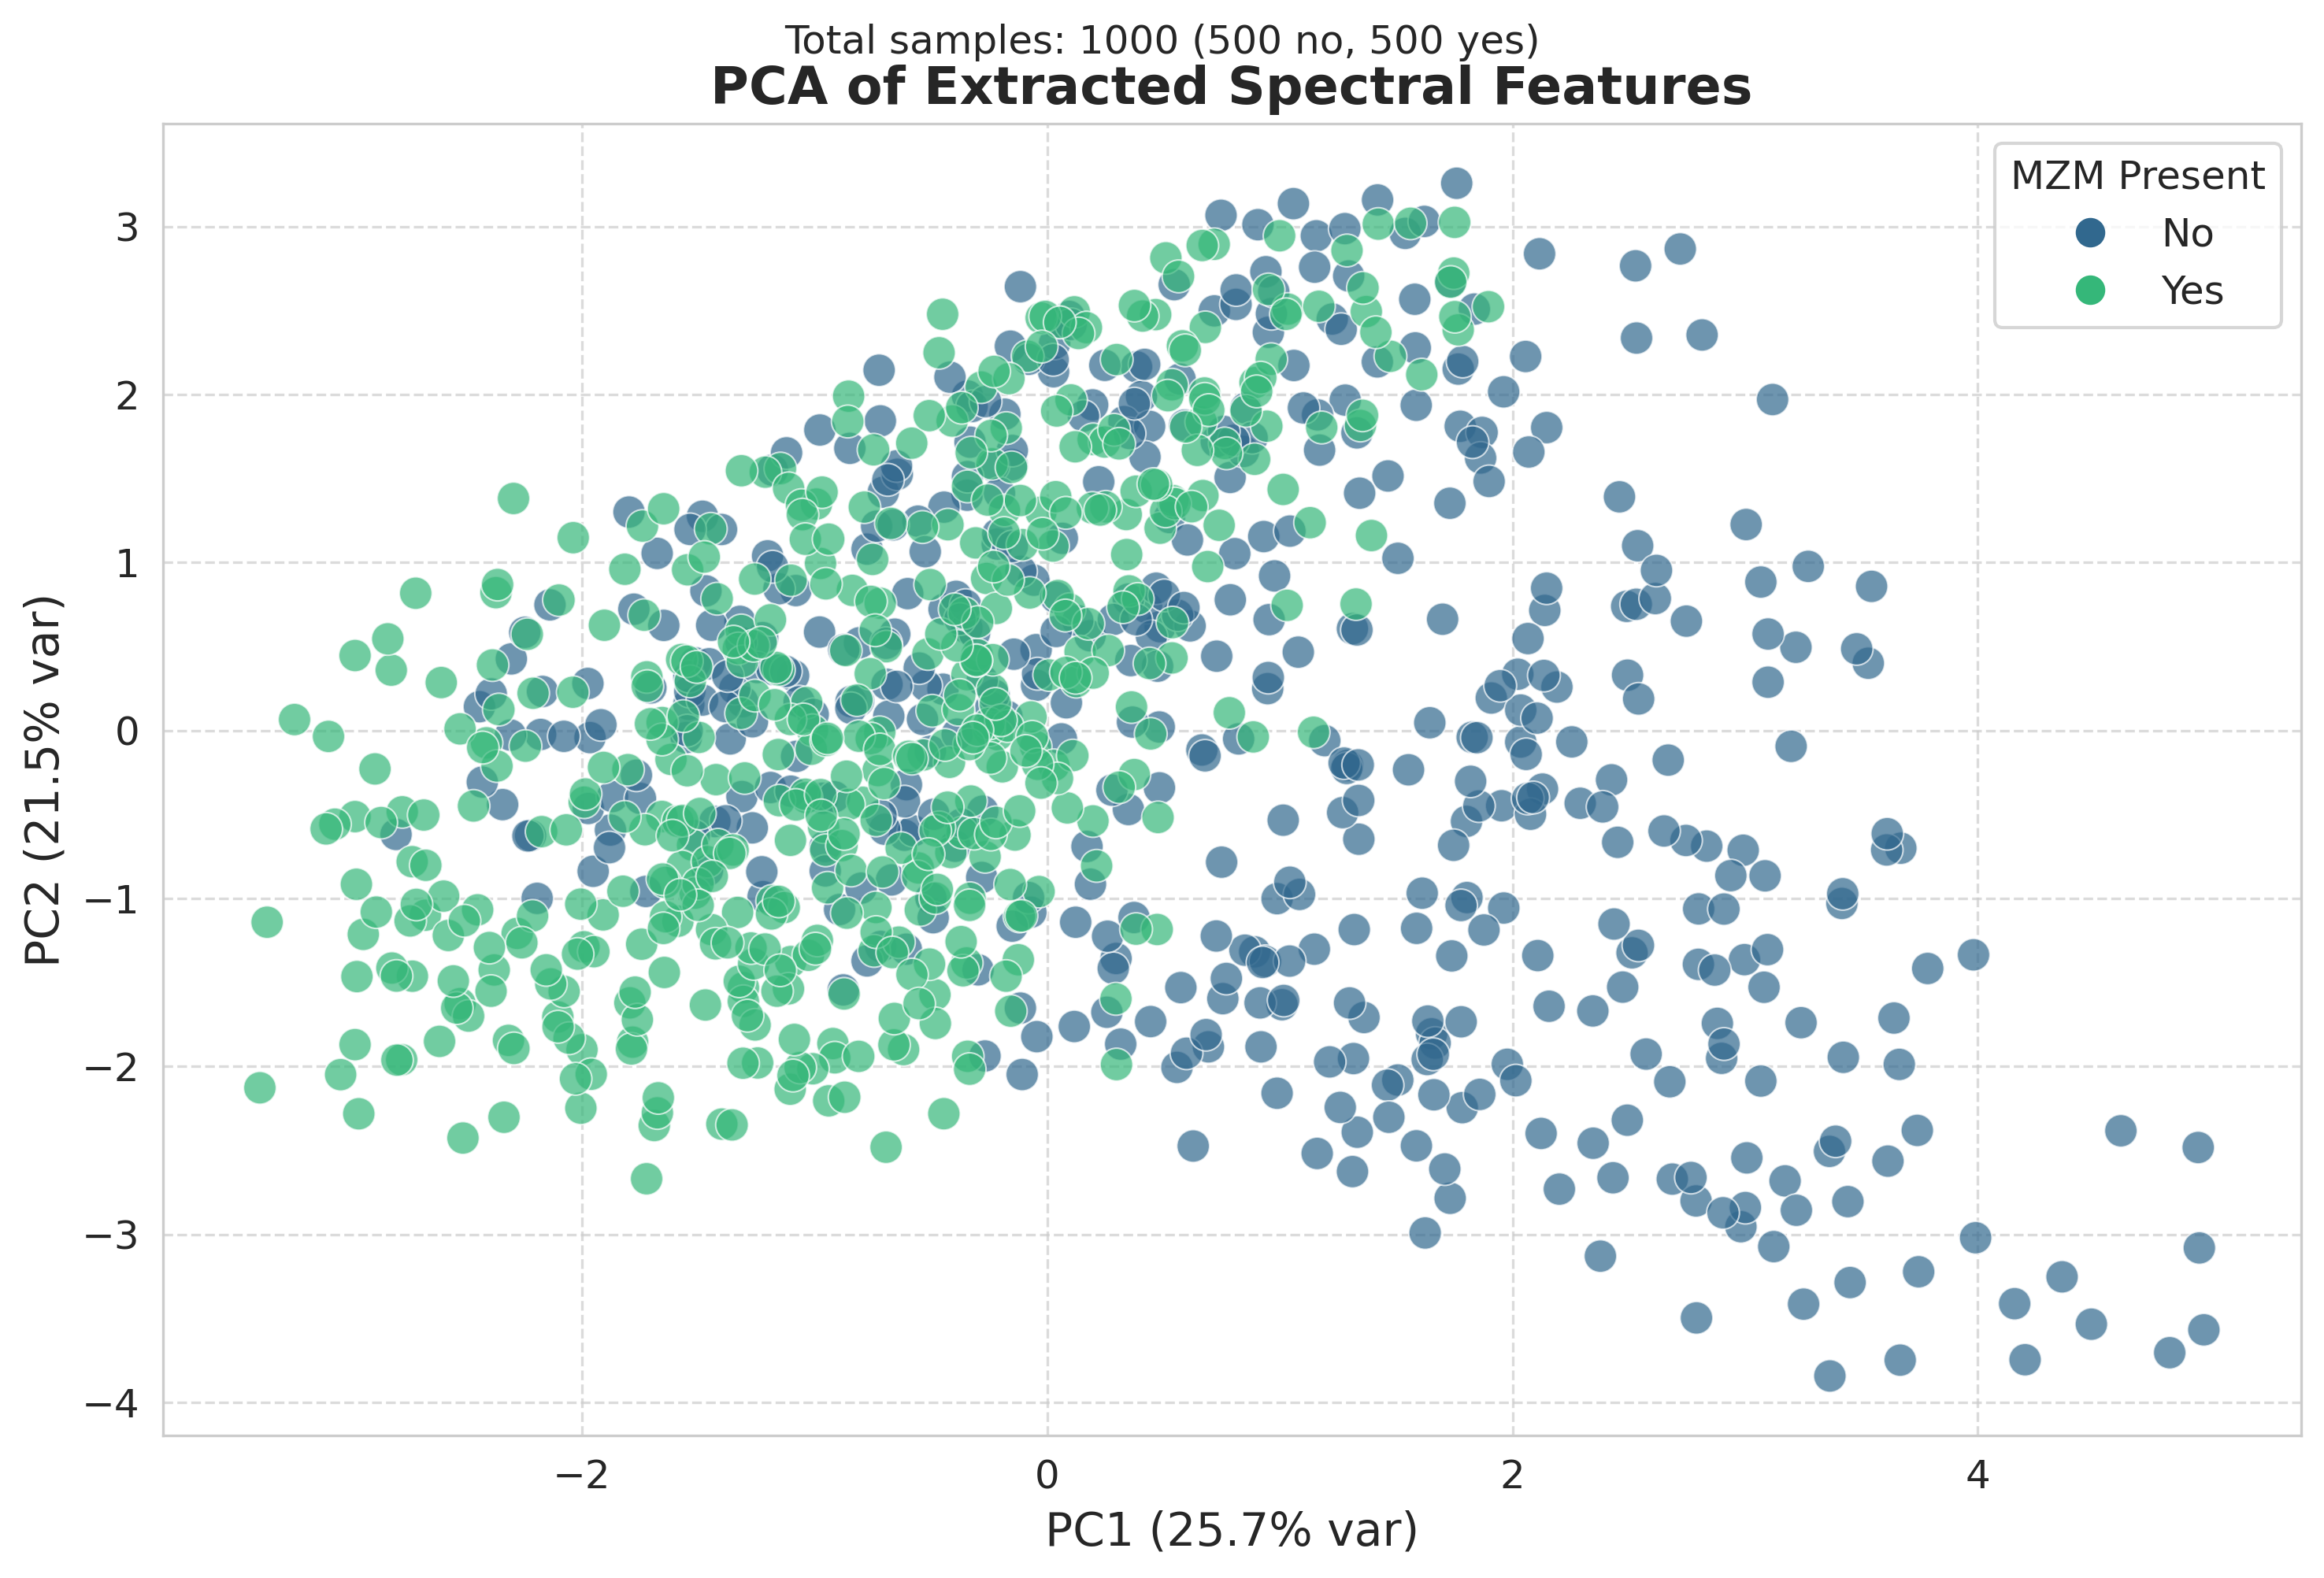 Total samples: 1000 (500 no, 500 yes)
PCA of Extracted Spectral Features
MZM Present
No
Yes
3
2
1
0
−1
−2
−3
−4
PC2 (21.5% var)
−2
0
2
4
PC1 (25.7% var)